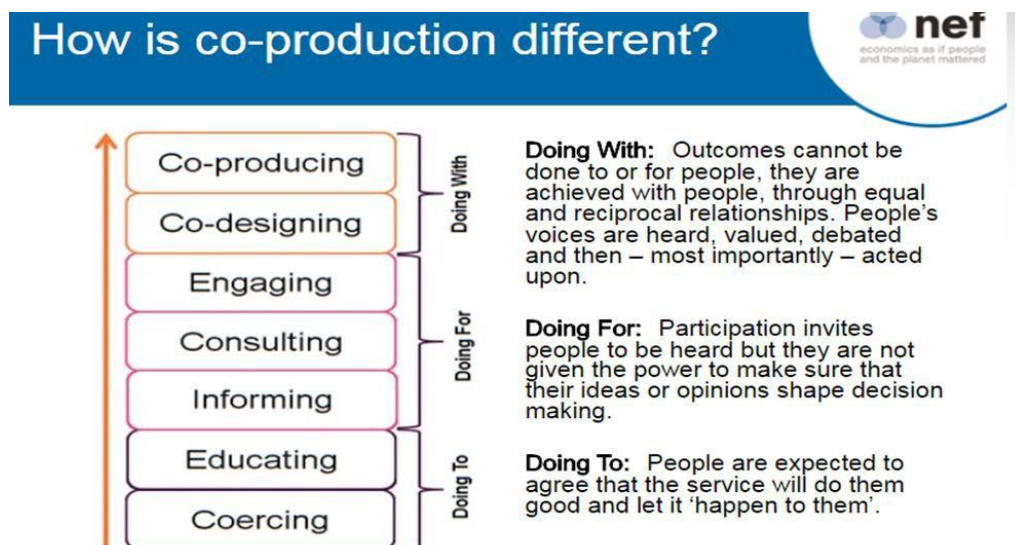 How is co-production different?
nef
economics as if people
and the planet mattered
Co-producing
Co-designing
Engaging
Consulting
Informing
Educating
Coercing
Doing With
Doing For
Doing To
Doing With: Outcomes cannot be
done to or for people, they are
achieved with people, through equal
and reciprocal relationships. People's
voices are heard, valued, debated
and then – most importantly – acted
upon.
Doing For: Participation invites
people to be heard but they are not
given the power to make sure that
their ideas or opinions shape decision
making.
Doing To: People are expected to
agree that the service will do them
good and let it 'happen to them'.